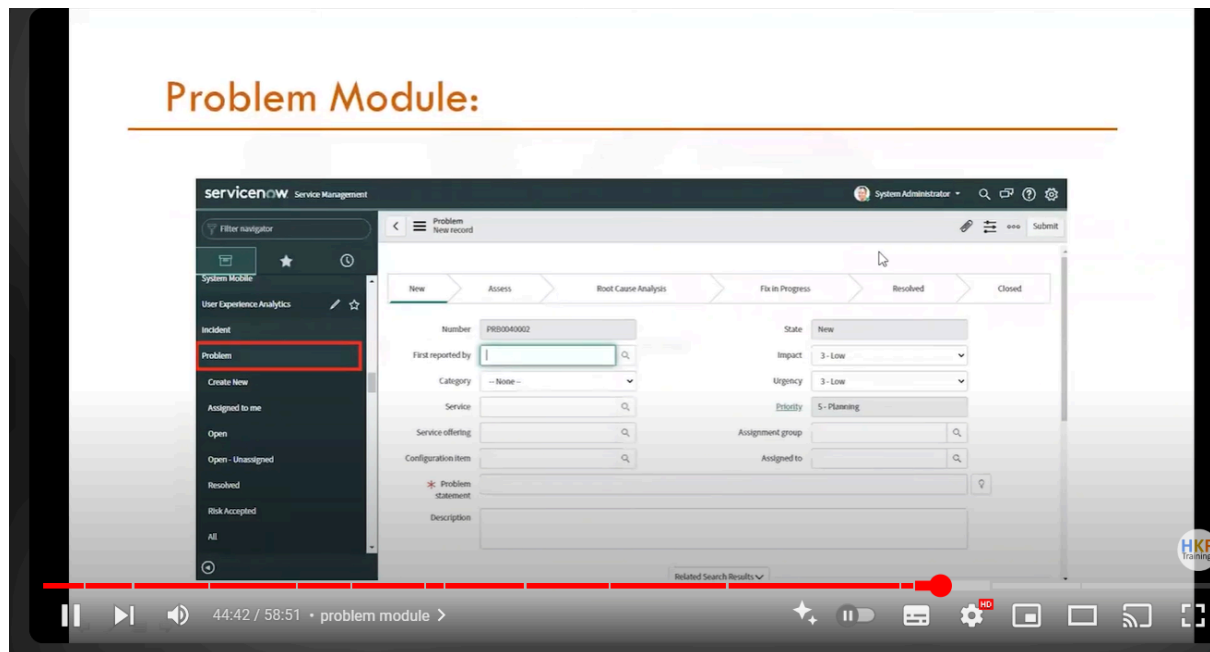 Problem Module:
servicenow Service Management
System Administrator
Filter navigator
Problem
New record
Submit
System Mobile
User Experience Analytics
Incident
Problem
Create New
Assigned to me
Open
Open - Unassigned
Resolved
Risk Accepted
All
New
Assess
Root Cause Analysis
Fix in Progress
Resolved
Closed
Number PRB0040002
State New
First reported by
Impact 3 - Low
Category -- None --
Urgency 3 - Low
Service
Priority 5 - Planning
Service offering
Assignment group
Configuration item
Assigned to
Problem
statement
Description
Related Search Results
HKR
Training
44:42 / 58:51 • problem module
HD